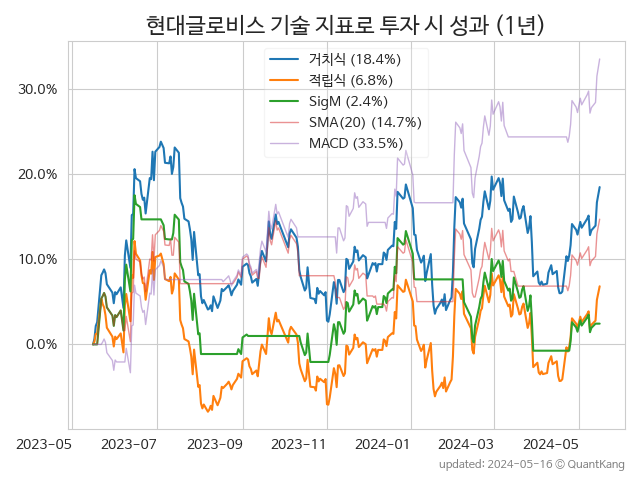 현대글로비스 기술 지표로 투자 시 성과 (1년)
거치식 (18.4%)
적립식 (6.8%)
SigM (2.4%)
SMA(20) (14.7%)
MACD (33.5%)
30.0%
20.0%
10.0%
0.0%
2023-05 2023-07 2023-09 2023-11 2024-01 2024-03 2024-05
updated: 2024-05-16 ⓒ QuantKang